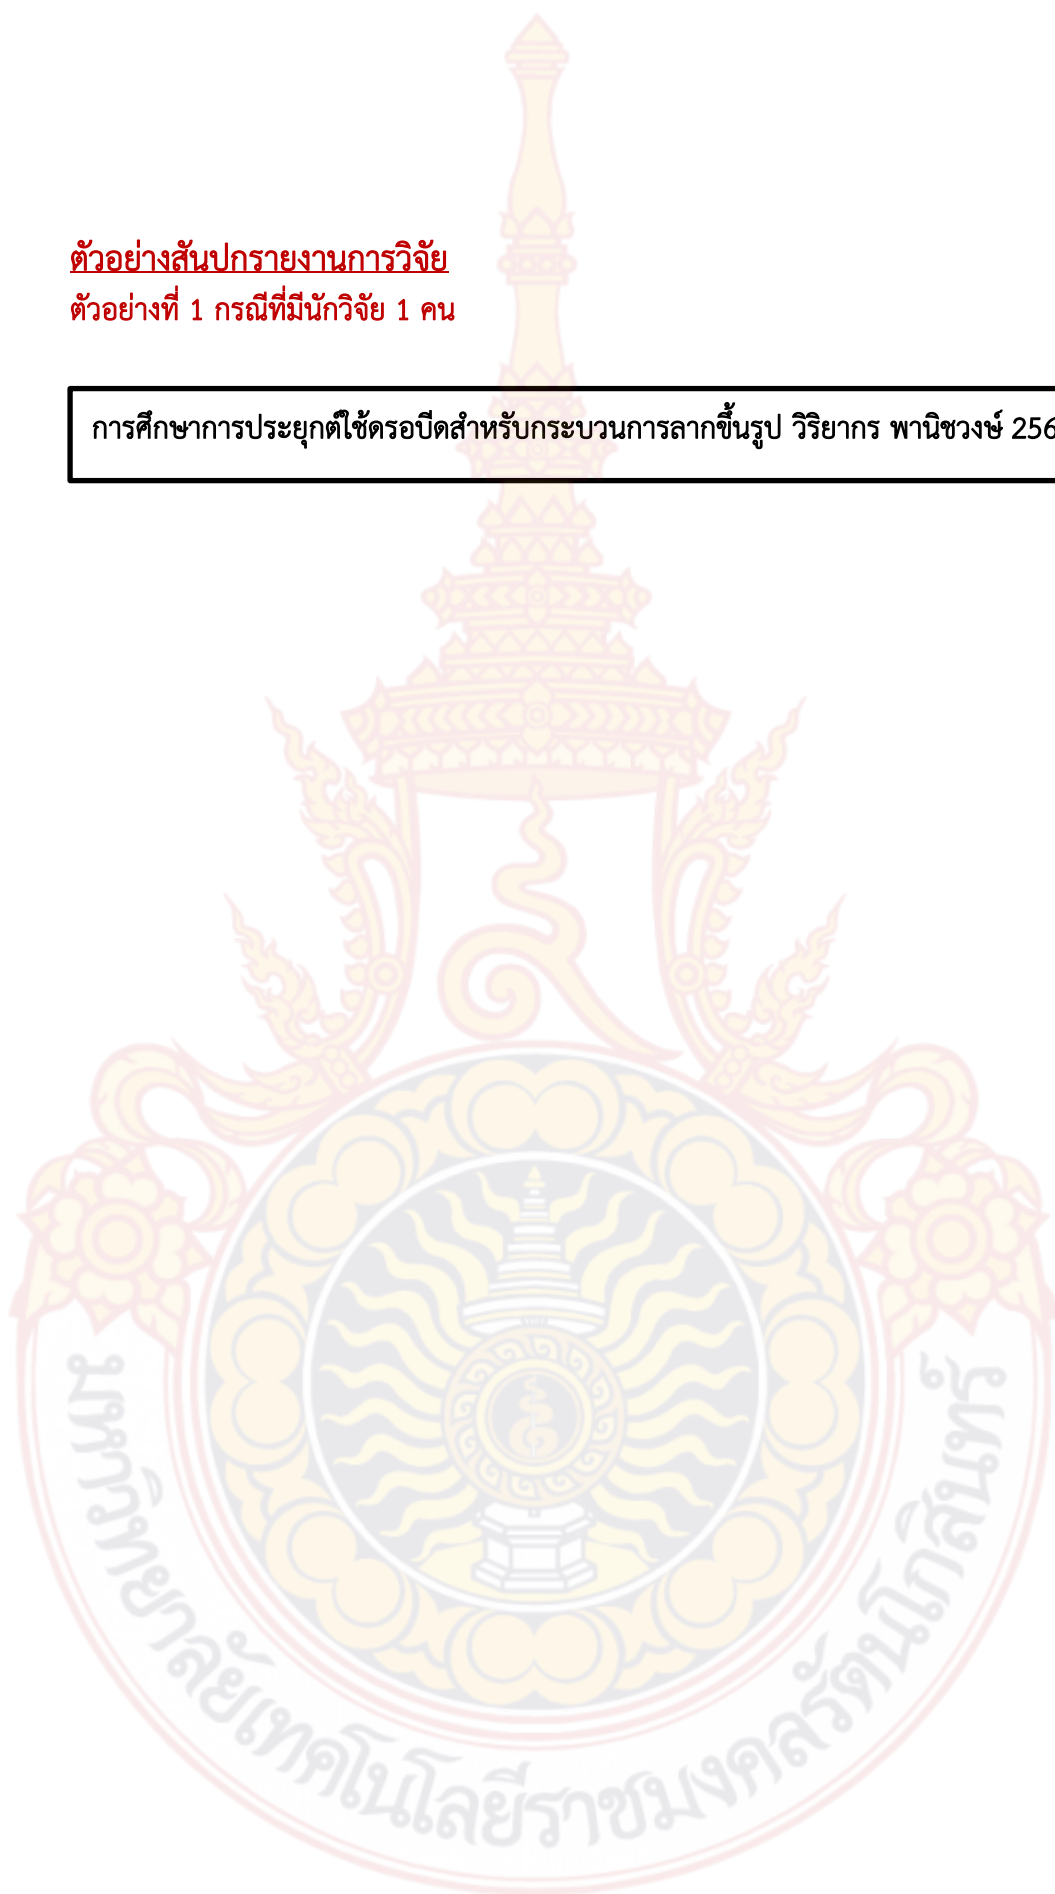 ตัวอย่างสันปกรายงานการวิจัย
ตัวอย่างที่ 1 กรณีที่มีนักวิจัย 1 คน
การศึกษาการประยุกต์ใช้ดรอบีดสำหรับกระบวนการลากขึ้นรูป วิริยากร พานิชวงษ์ 256
มหาวิทยาลัยเทคโนโลยีราชมงคลรัตนโกสินทร์